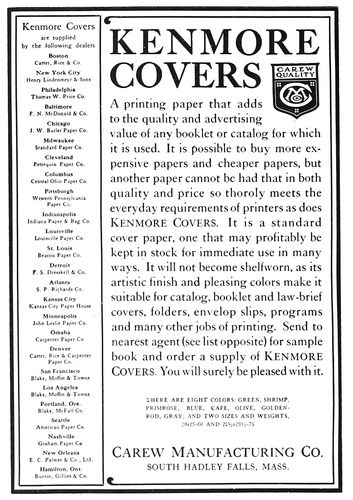 Kenmore Covers
are supplied
by the following dealers
Boston
Carter, Rice & Co.
New York City
Henry Lindenmeyr & Sons
Philadelphia
Thomas W. Price Co.
Baltimore
F. N. McDonald & Co.
Chicago
J. W. Butler Paper Co.
Milwaukee
Standard Paper Co.
Cleveland
Petrequin Paper Co.
Columbus
Central Ohio Paper Co.
Pittsburgh
Western Pennsylvania
Paper Co.
Indianapolis
Indiana Paper & Bag Co.
Louisville
Louisville Paper Co.
St. Louis
Beacon Paper Co.
Detroit
Atlanta
S. P. Richards Co.
Kansas City
Kansas City Paper House
Minneapolis
John Leslie Paper Co.
Omaha
Carpenter Paper Co.
Denver
Carter, Rice & Carpenter
Paper Co.
San Francisco
Blake, Moffit & Towne
Los Angeles
Blake, Moffit & Towne
Portland, Ore.
Blake, McFall Co.
Seattle
American Paper Co.
Nashville
Graham Paper Co.
New Orleans
E. C. Palmer & Co., Ltd.
Hamilton, Ont.
Buntin, Gillies & Co.
KENMORE
COVERS
CAREW
QUALITY
A printing paper that adds
to the quality and advertising
value of any booklet or catalog for which
it is used. It is possible to buy more ex-
pensive papers and cheaper papers, but
another paper cannot be had that in both
quality and price so thoroly meets the
everyday requirements of printers as does
KENMORE COVERS. It is a standard
cover paper, one that may profitably be
kept in stock for immediate use in many
ways. It will not become shelfworn, as its
artistic finish and pleasing colors make it
suitable for catalog, booklet and law-brief
covers, folders, envelop slips, programs
and many other jobs of printing. Send to
nearest agent (see list opposite) for sample
book and order a supply of KENMORE
COVERS. You will surely be pleased with it.
THERE ARE EIGHT COLORS: GREEN, SHRIMP,
PRIMROSE, BLUE, CAFE, OLIVE, GOLDEN-
ROD, GRAY; AND TWO SIZES AND WEIGHTS,
CAREW MANUFACTURING CO.
SOUTH HADLEY FALLS, MASS.